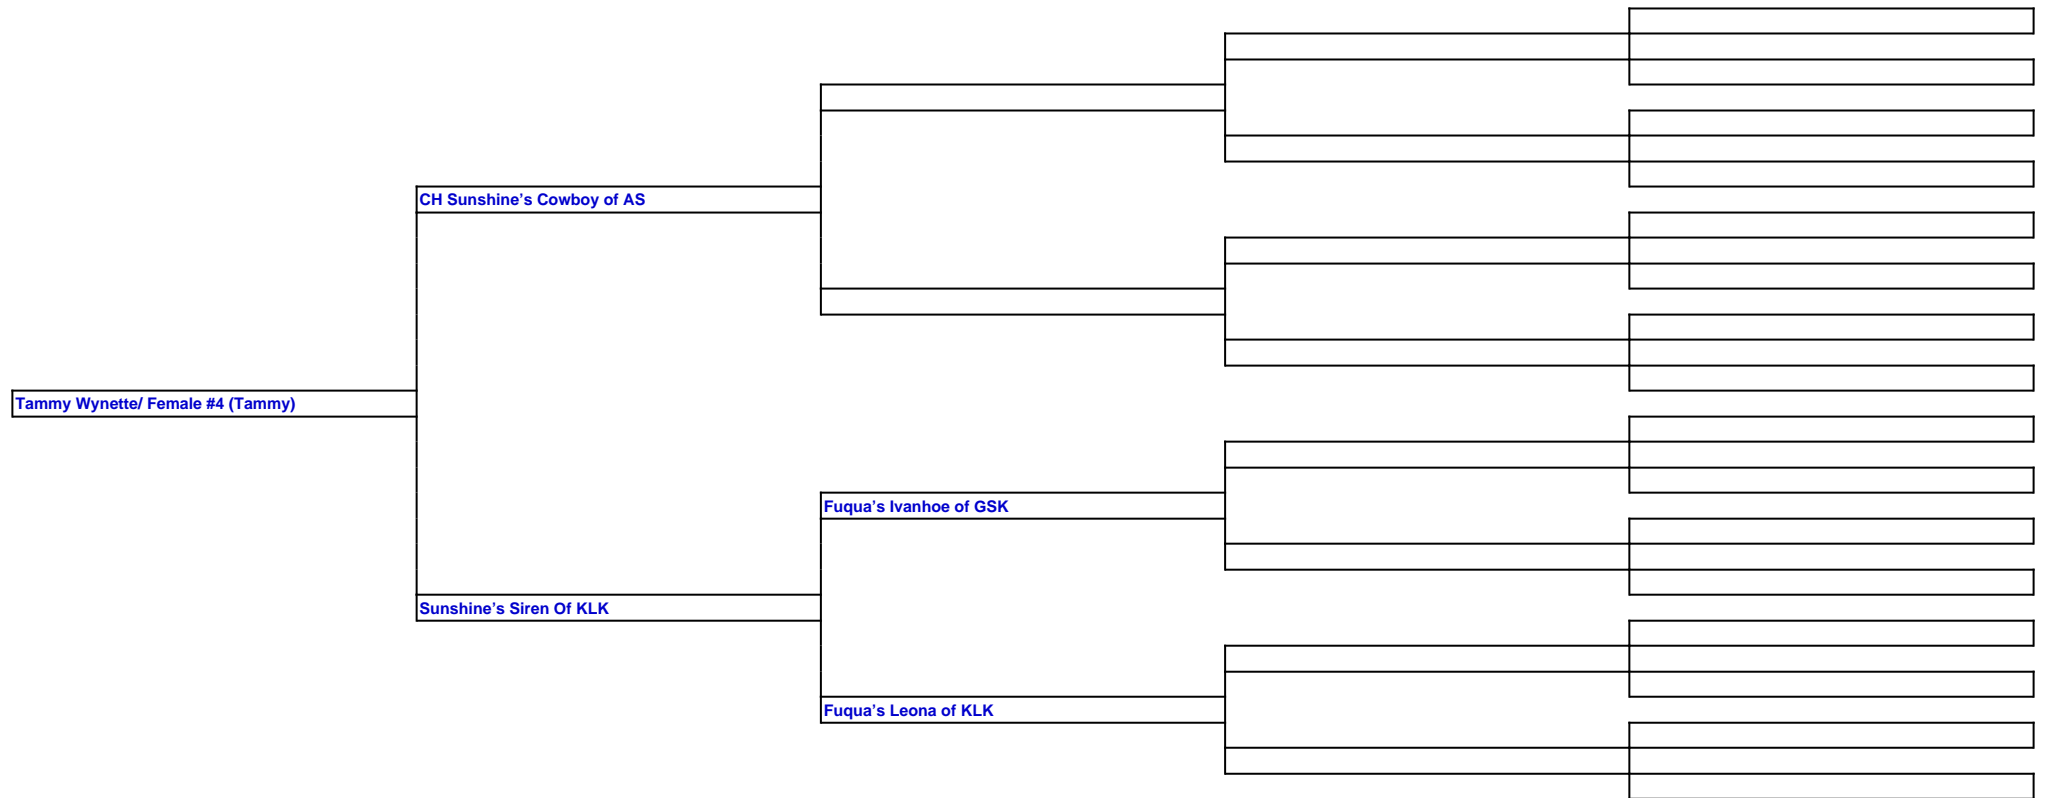 CH Sunshine’s Cowboy of AS
Tammy Wynette/ Female #4 (Tammy)
Fuqua’s Ivanhoe of GSK
Sunshine’s Siren Of KLK
Fuqua’s Leona of KLK